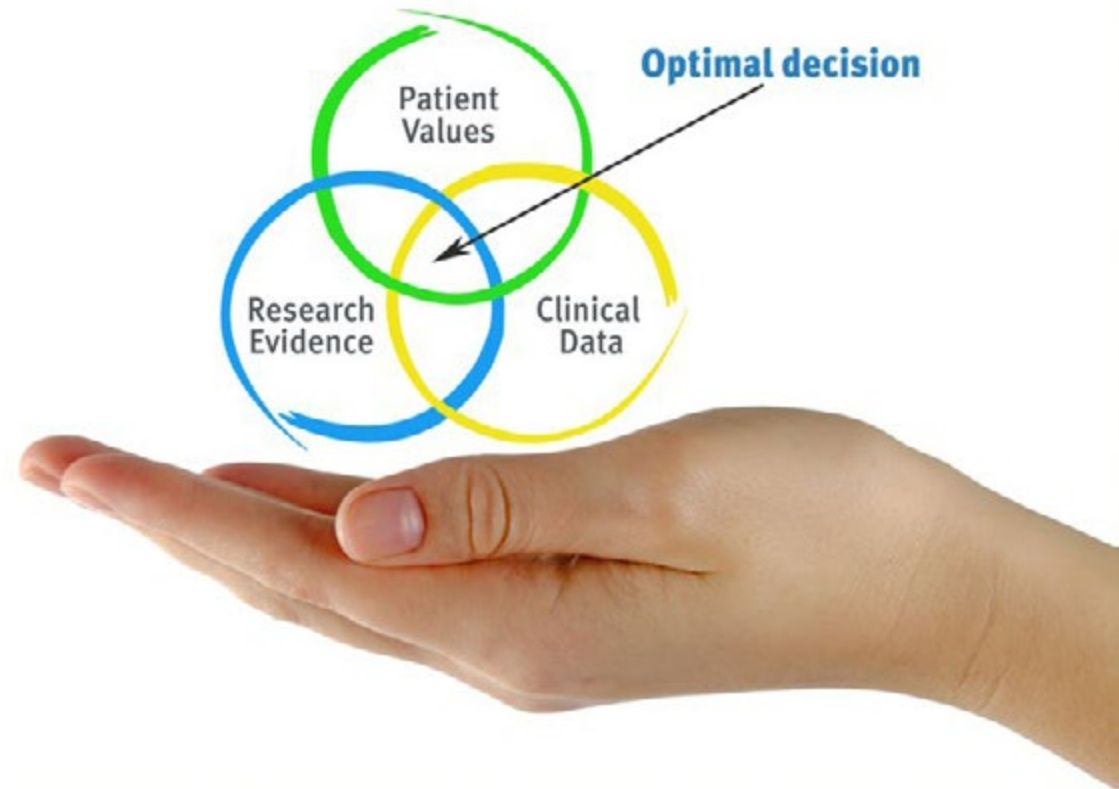 Optimal decision
Patient
Values
Research
Evidence
Clinical
Data